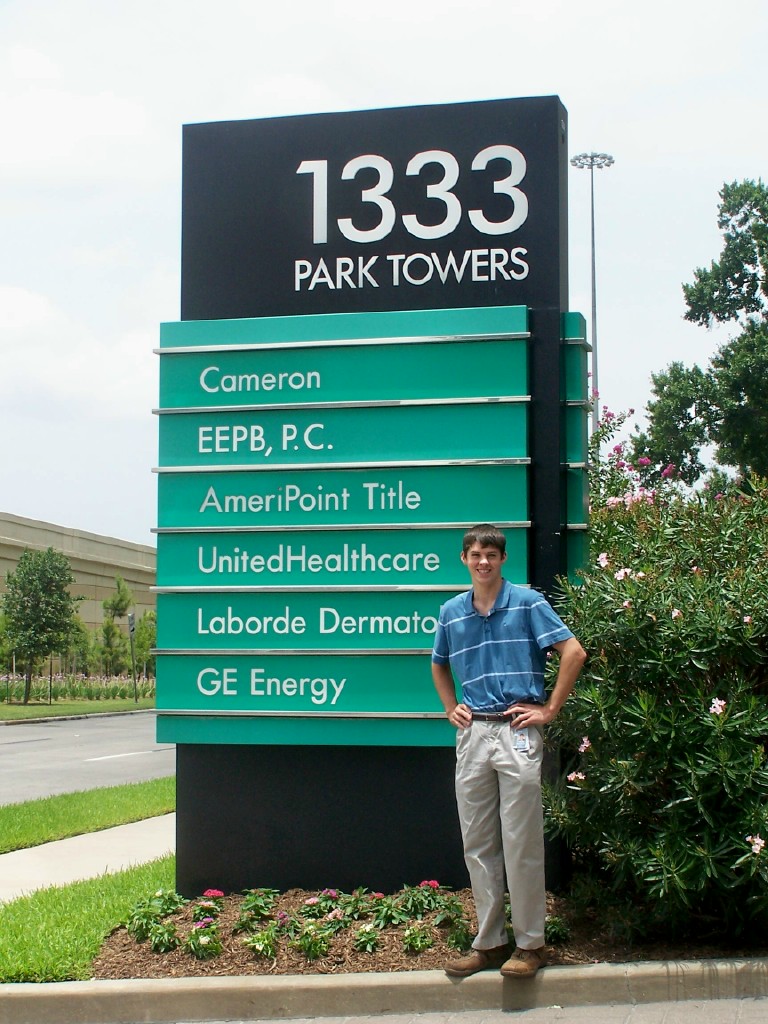 1333
PARK TOWERS
Cameron
EEPB, P.C.
AmeriPoint Title
UnitedHealthcare
Laborde Dermato
GE Energy